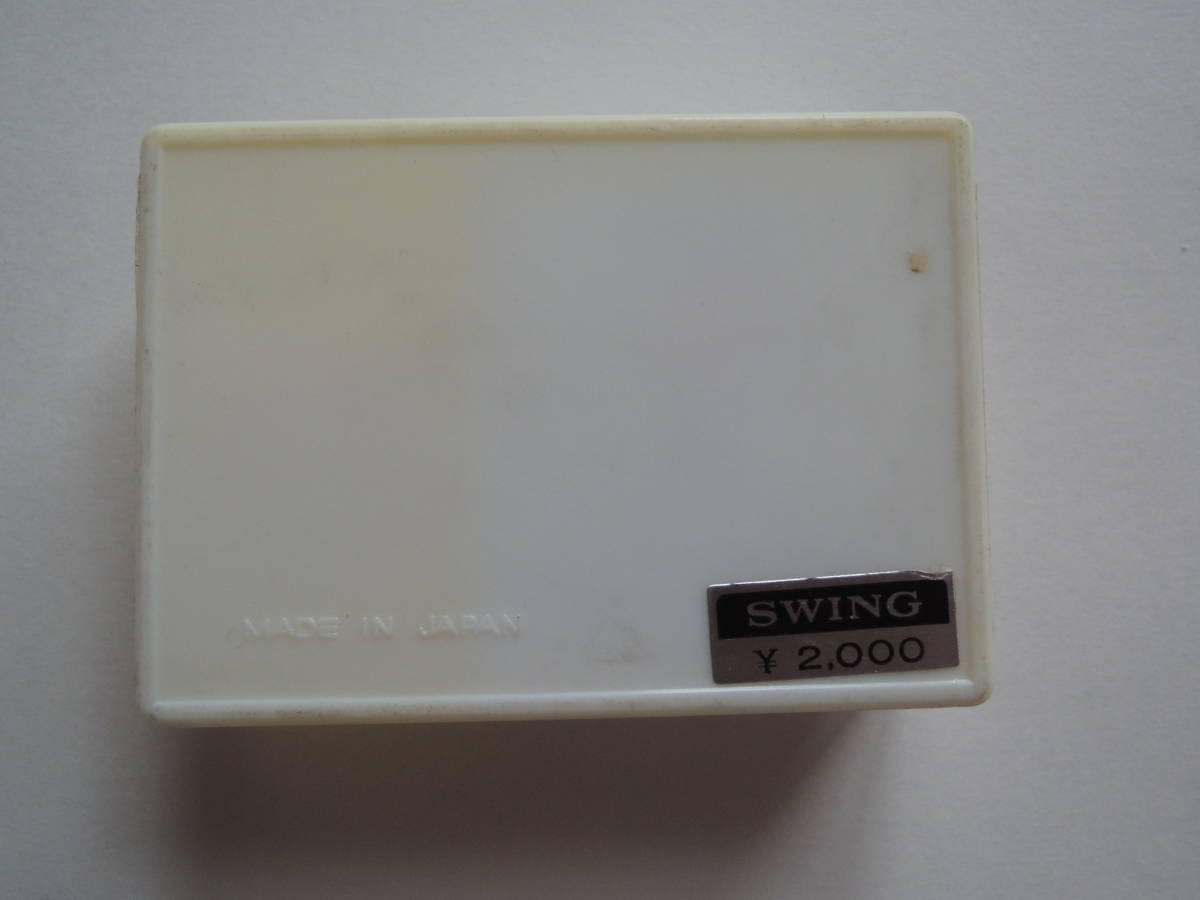 MADE IN JAPAN
SWING
¥ 2,000